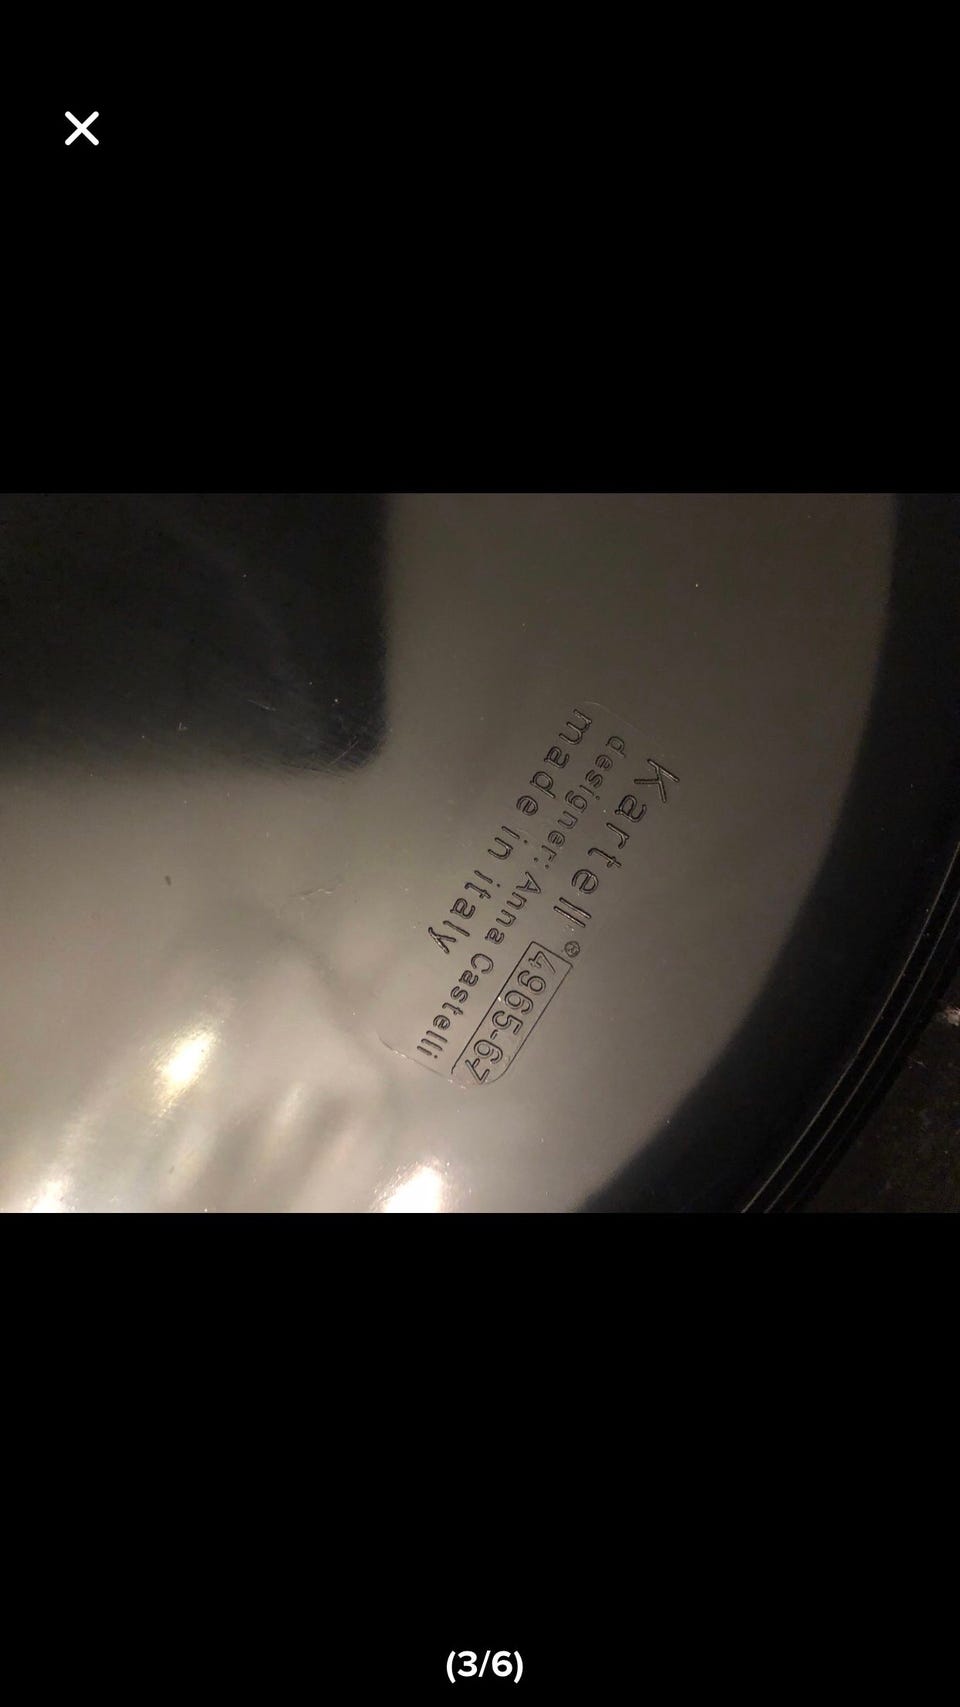 Kartell® 4965-67
designer: Anna Castelli
made in italy
(3/6)